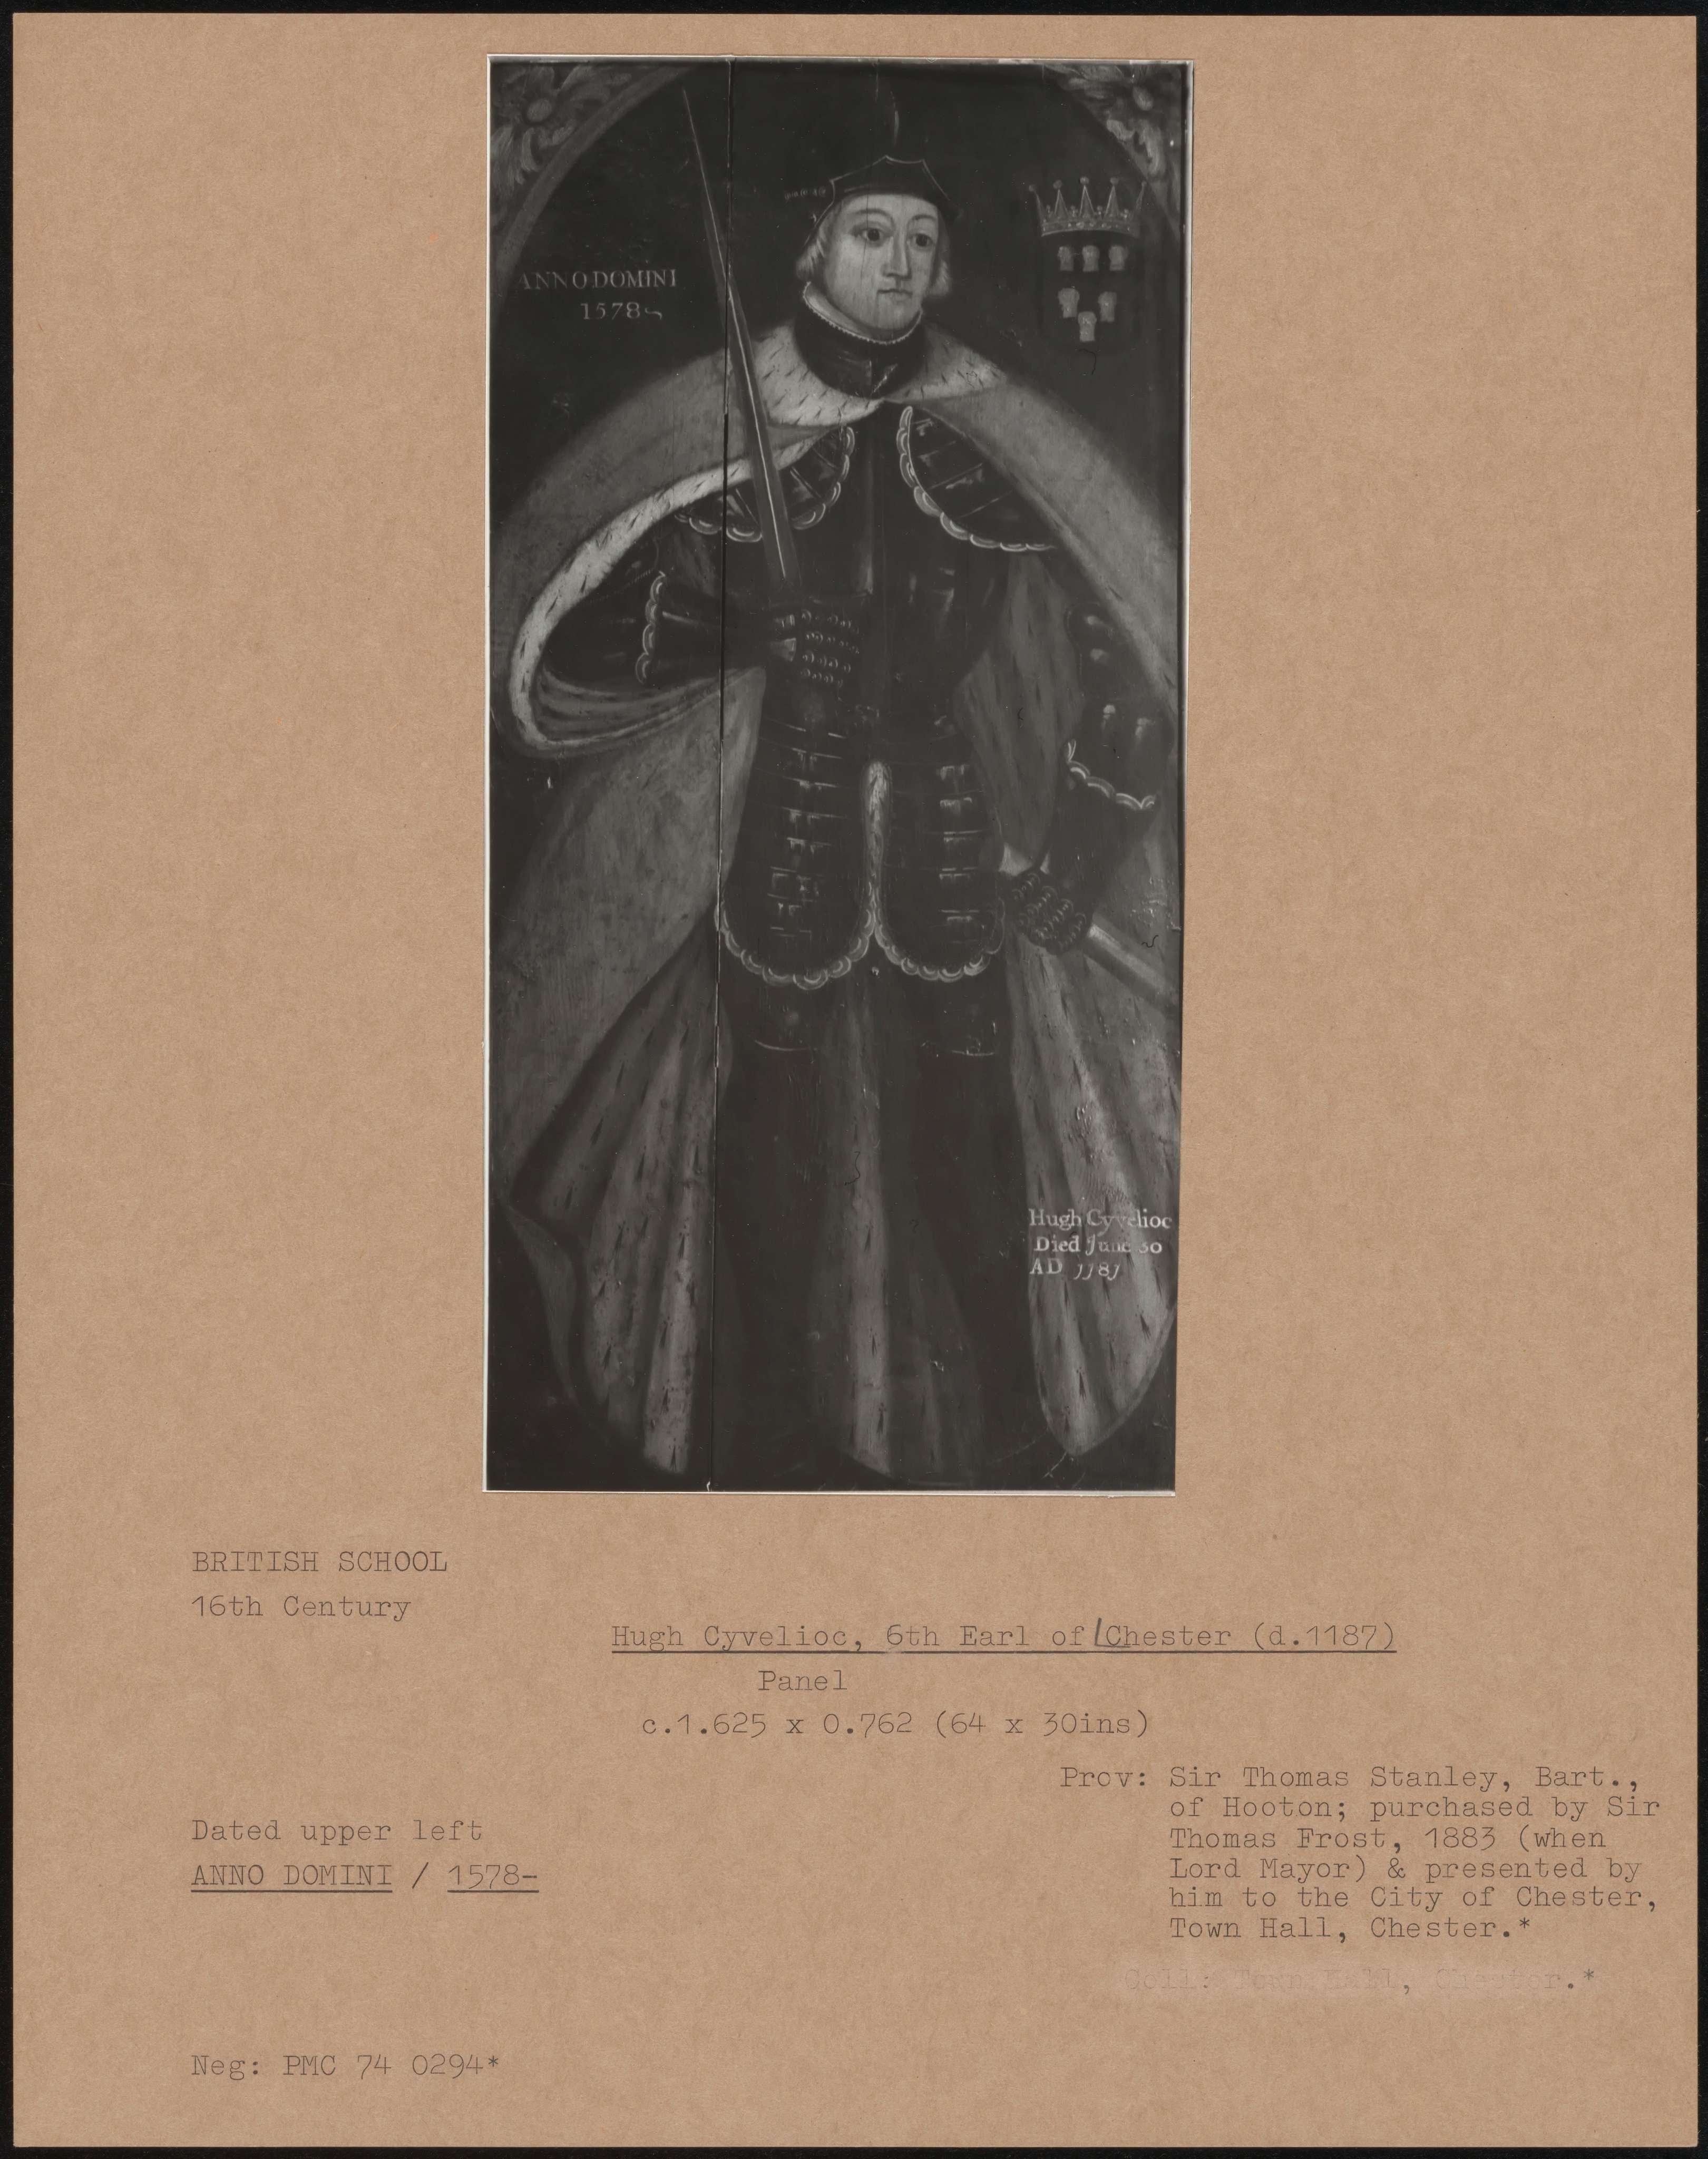 ANNO DOMINI
1578
Hugh Cyvelioc
Died June 30
AD 1181
BRITISH SCHOOL
16th Century
Hugh Cyvelioc, 6th Earl of Chester (d.1187)
Panel
c.1.625 x 0.762 (64 x 30ins)
Prov: Sir Thomas Stanley, Bart.,
of Hooton; purchased by Sir
Thomas Frost, 1883 (when
Lord Mayor) & presented by
him to the City of Chester,
Town Hall, Chester.*
Coll: Town Hall, Chester.*
Dated upper left
ANNO DOMINI / 1578-
Neg: PMC 74 0294*